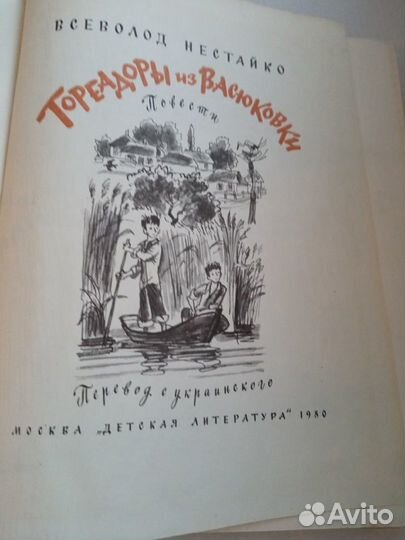 ВСЕВОЛОД НЕСТАЙКО
ТОРЕАДОРЫ ИЗ ВАСЮКОВКИ
Повести
Перевод с украинского
МОСКВА „ДЕТСКАЯ ЛИТЕРАТУРА" 1980
Avito